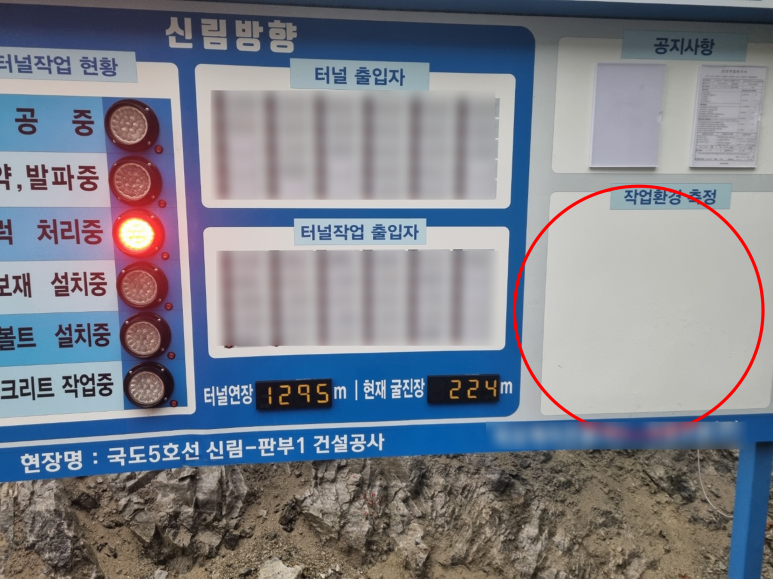 신림방향
터널작업 현황
공 중
약,발파중
럭 처리중
보재 설치중
볼트 설치중
크리트 작업중
터널 출입자
터널작업 출입자
터널연장 1295m | 현재 굴진장 224m
공지사항
작업환경 측정
현장명 : 국도5호선 신림-판부1 건설공사